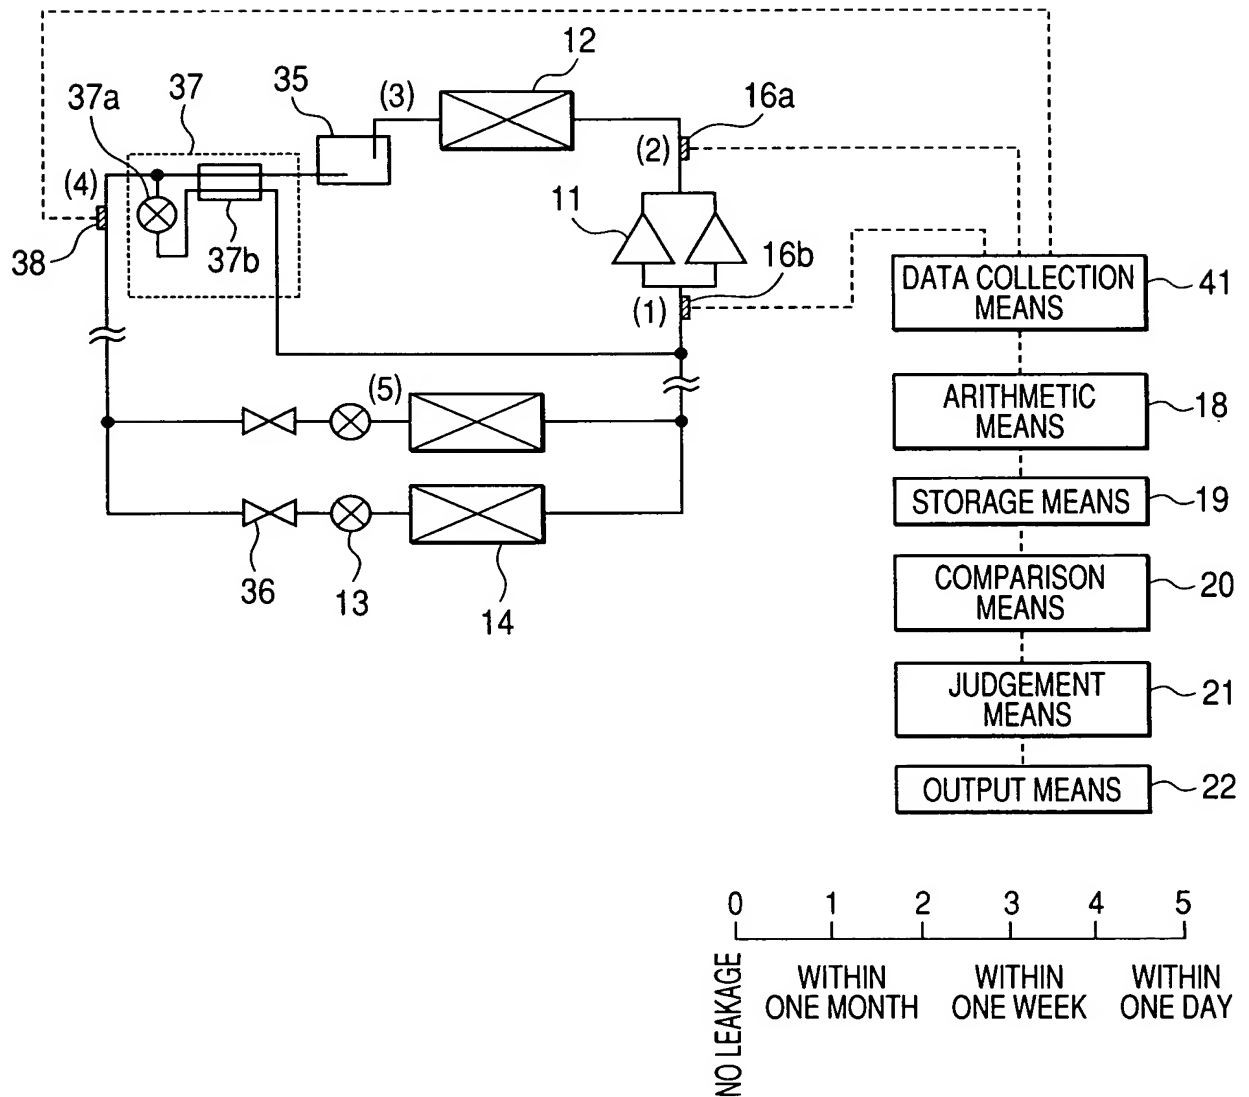 12
35
37
37a
(3)
16a
(2)
(4)
11
38
37b
16b
(1)
DATA COLLECTION
MEANS
41
(5)
ARITHMETIC
MEANS
18
STORAGE MEANS
19
36
13
14
COMPARISON
MEANS
20
JUDGEMENT
MEANS
21
OUTPUT MEANS
22
0 1 2 3 4 5
NO LEAKAGE
WITHIN
ONE MONTH
WITHIN
ONE WEEK
WITHIN
ONE DAY